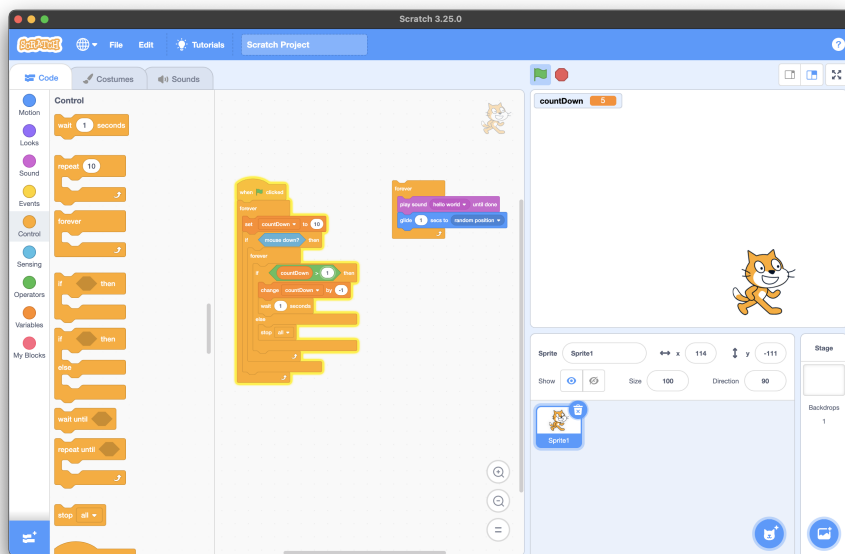 Scratch 3.25.0
SCRATCH
File Edit Tutorials Scratch Project
?
Code Costumes Sounds
Motion
Looks
Sound
Events
Control
Sensing
Operators
Variables
My Blocks
Control
wait 1 seconds
repeat 10
forever
if then
if then
else
wait until
repeat until
stop all
when clicked
forever
set countDown to 10
if mouse down? then
forever
if countDown > 1 then
change countDown by -1
wait 1 seconds
else
stop all
forever
play sound hello world until done
glide 1 secs to random position
countDown 5
Sprite Sprite1 x 114 y -111
Show Size 100 Direction 90
Sprite1
Stage
Backdrops
1